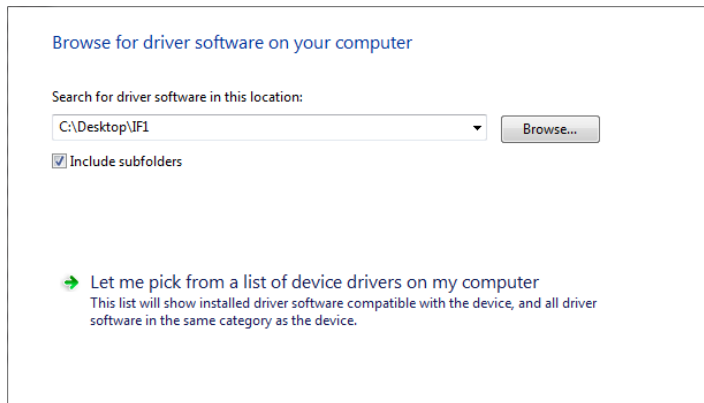 Browse for driver software on your computer
Search for driver software in this location:
C:\Desktop\IF1
Browse...
Include subfolders
Let me pick from a list of device drivers on my computer
This list will show installed driver software compatible with the device, and all driver
software in the same category as the device.